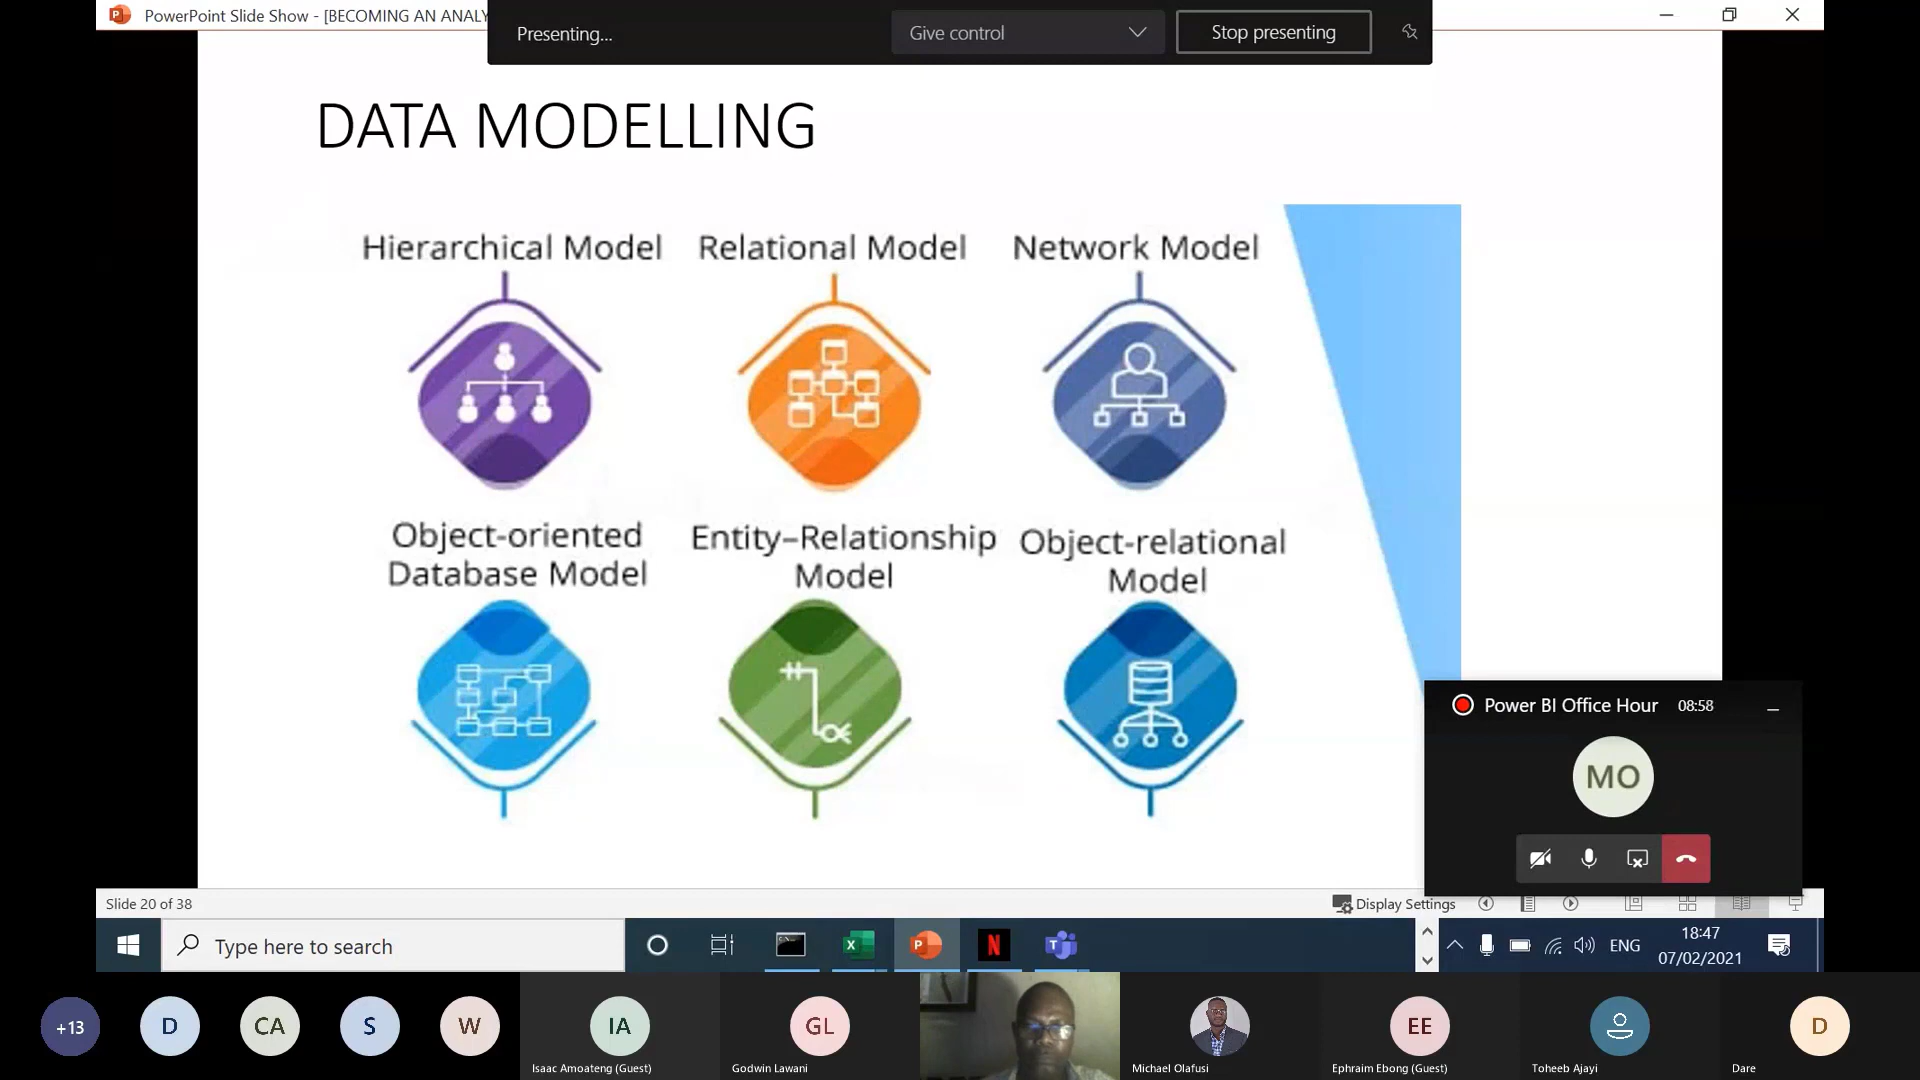 PowerPoint Slide Show - [BECOMING AN ANALY
Presenting...
Give control
Stop presenting
DATA MODELLING
Hierarchical Model
Relational Model
Network Model
Object-oriented
Database Model
Entity–Relationship
Model
Object-relational
Model
Power BI Office Hour 08:58
MO
Slide 20 of 38
Display Settings
Type here to search
ENG
18:47
07/02/2021
+13
D
CA
S
W
IA
Isaac Amoateng (Guest)
GL
Godwin Lawani
Michael Olafusi
EE
Ephraim Ebong (Guest)
Toheeb Ajayi
D
Dare